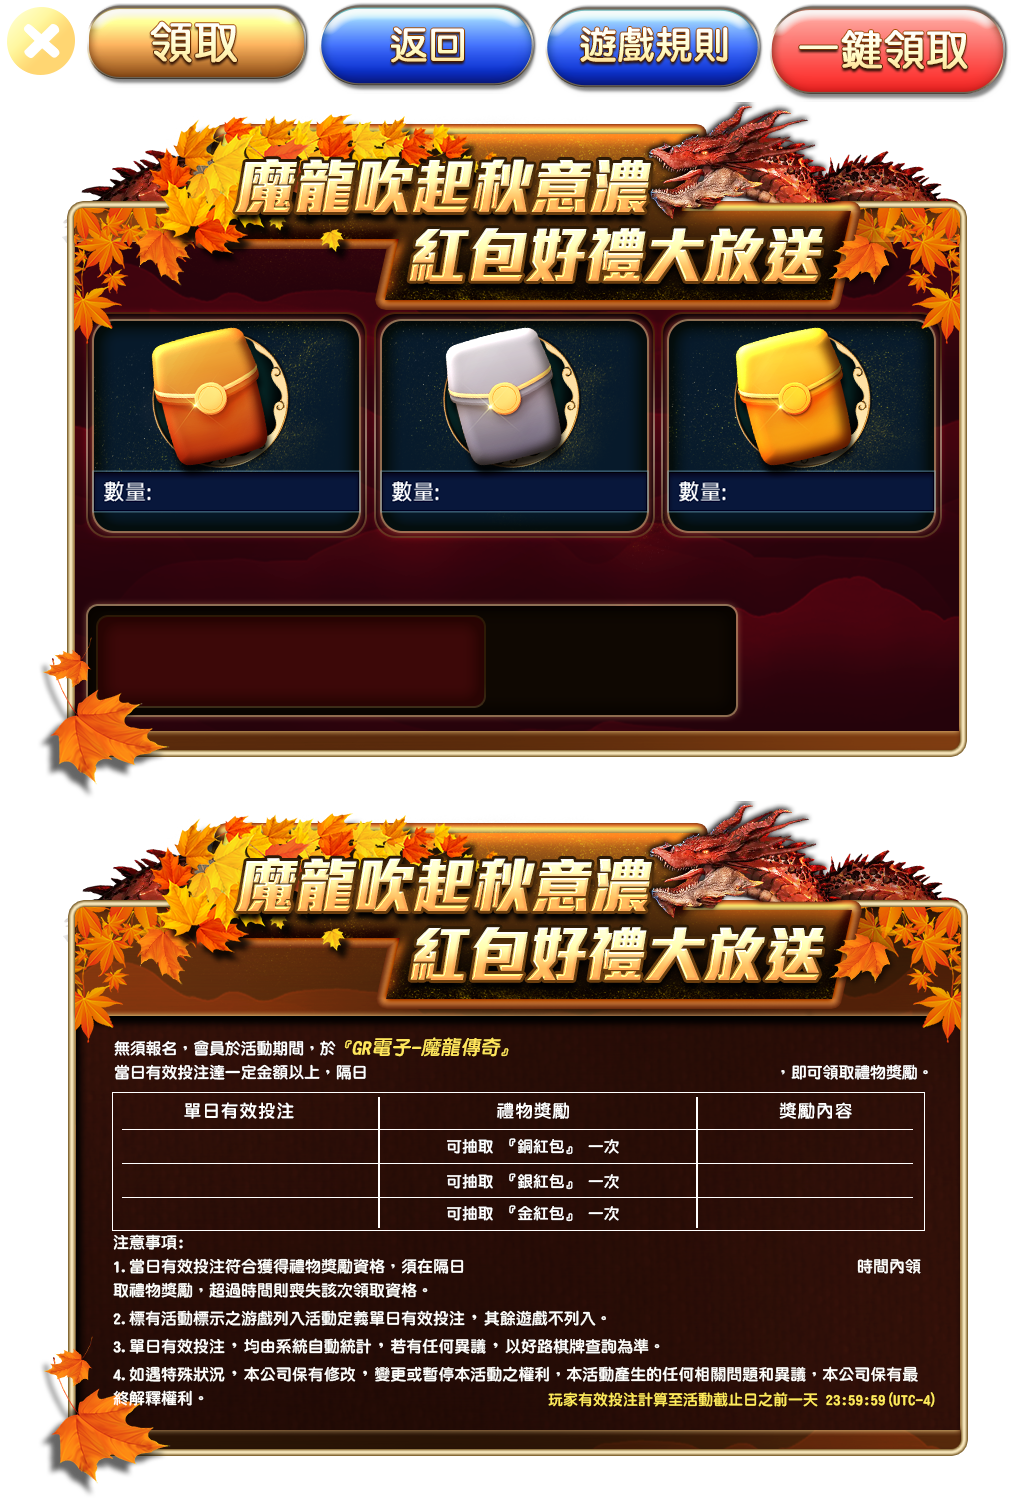 領取
返回
遊戲規則
一鍵領取
魔龍吹起秋意濃
紅包好禮大放送
數量:
數量:
數量:
魔龍吹起秋意濃
紅包好禮大放送
無須報名，會員於活動期間，於『GR電子-魔龍傳奇』
當日有效投注達一定金額以上，隔日 ，即可領取禮物獎勵。
單日有效投注 禮物獎勵 獎勵內容
可抽取 『銅紅包』 一次
可抽取 『銀紅包』 一次
可抽取 『金紅包』 一次
注意事項:
1.當日有效投注符合獲得禮物獎勵資格，須在隔日 時間內領
取禮物獎勵，超過時間則喪失該次領取資格。
2.標有活動標示之游戲列入活動定義單日有效投注，其餘遊戲不列入。
3.單日有效投注，均由系統自動統計，若有任何異議，以好路棋牌查詢為準。
4.如遇特殊狀況，本公司保有修改，變更或暫停本活動之權利，本活動產生的任何相關問題和異議，本公司保有最
終解釋權利。
玩家有效投注計算至活動截止日之前一天 23:59:59(UTC-4)